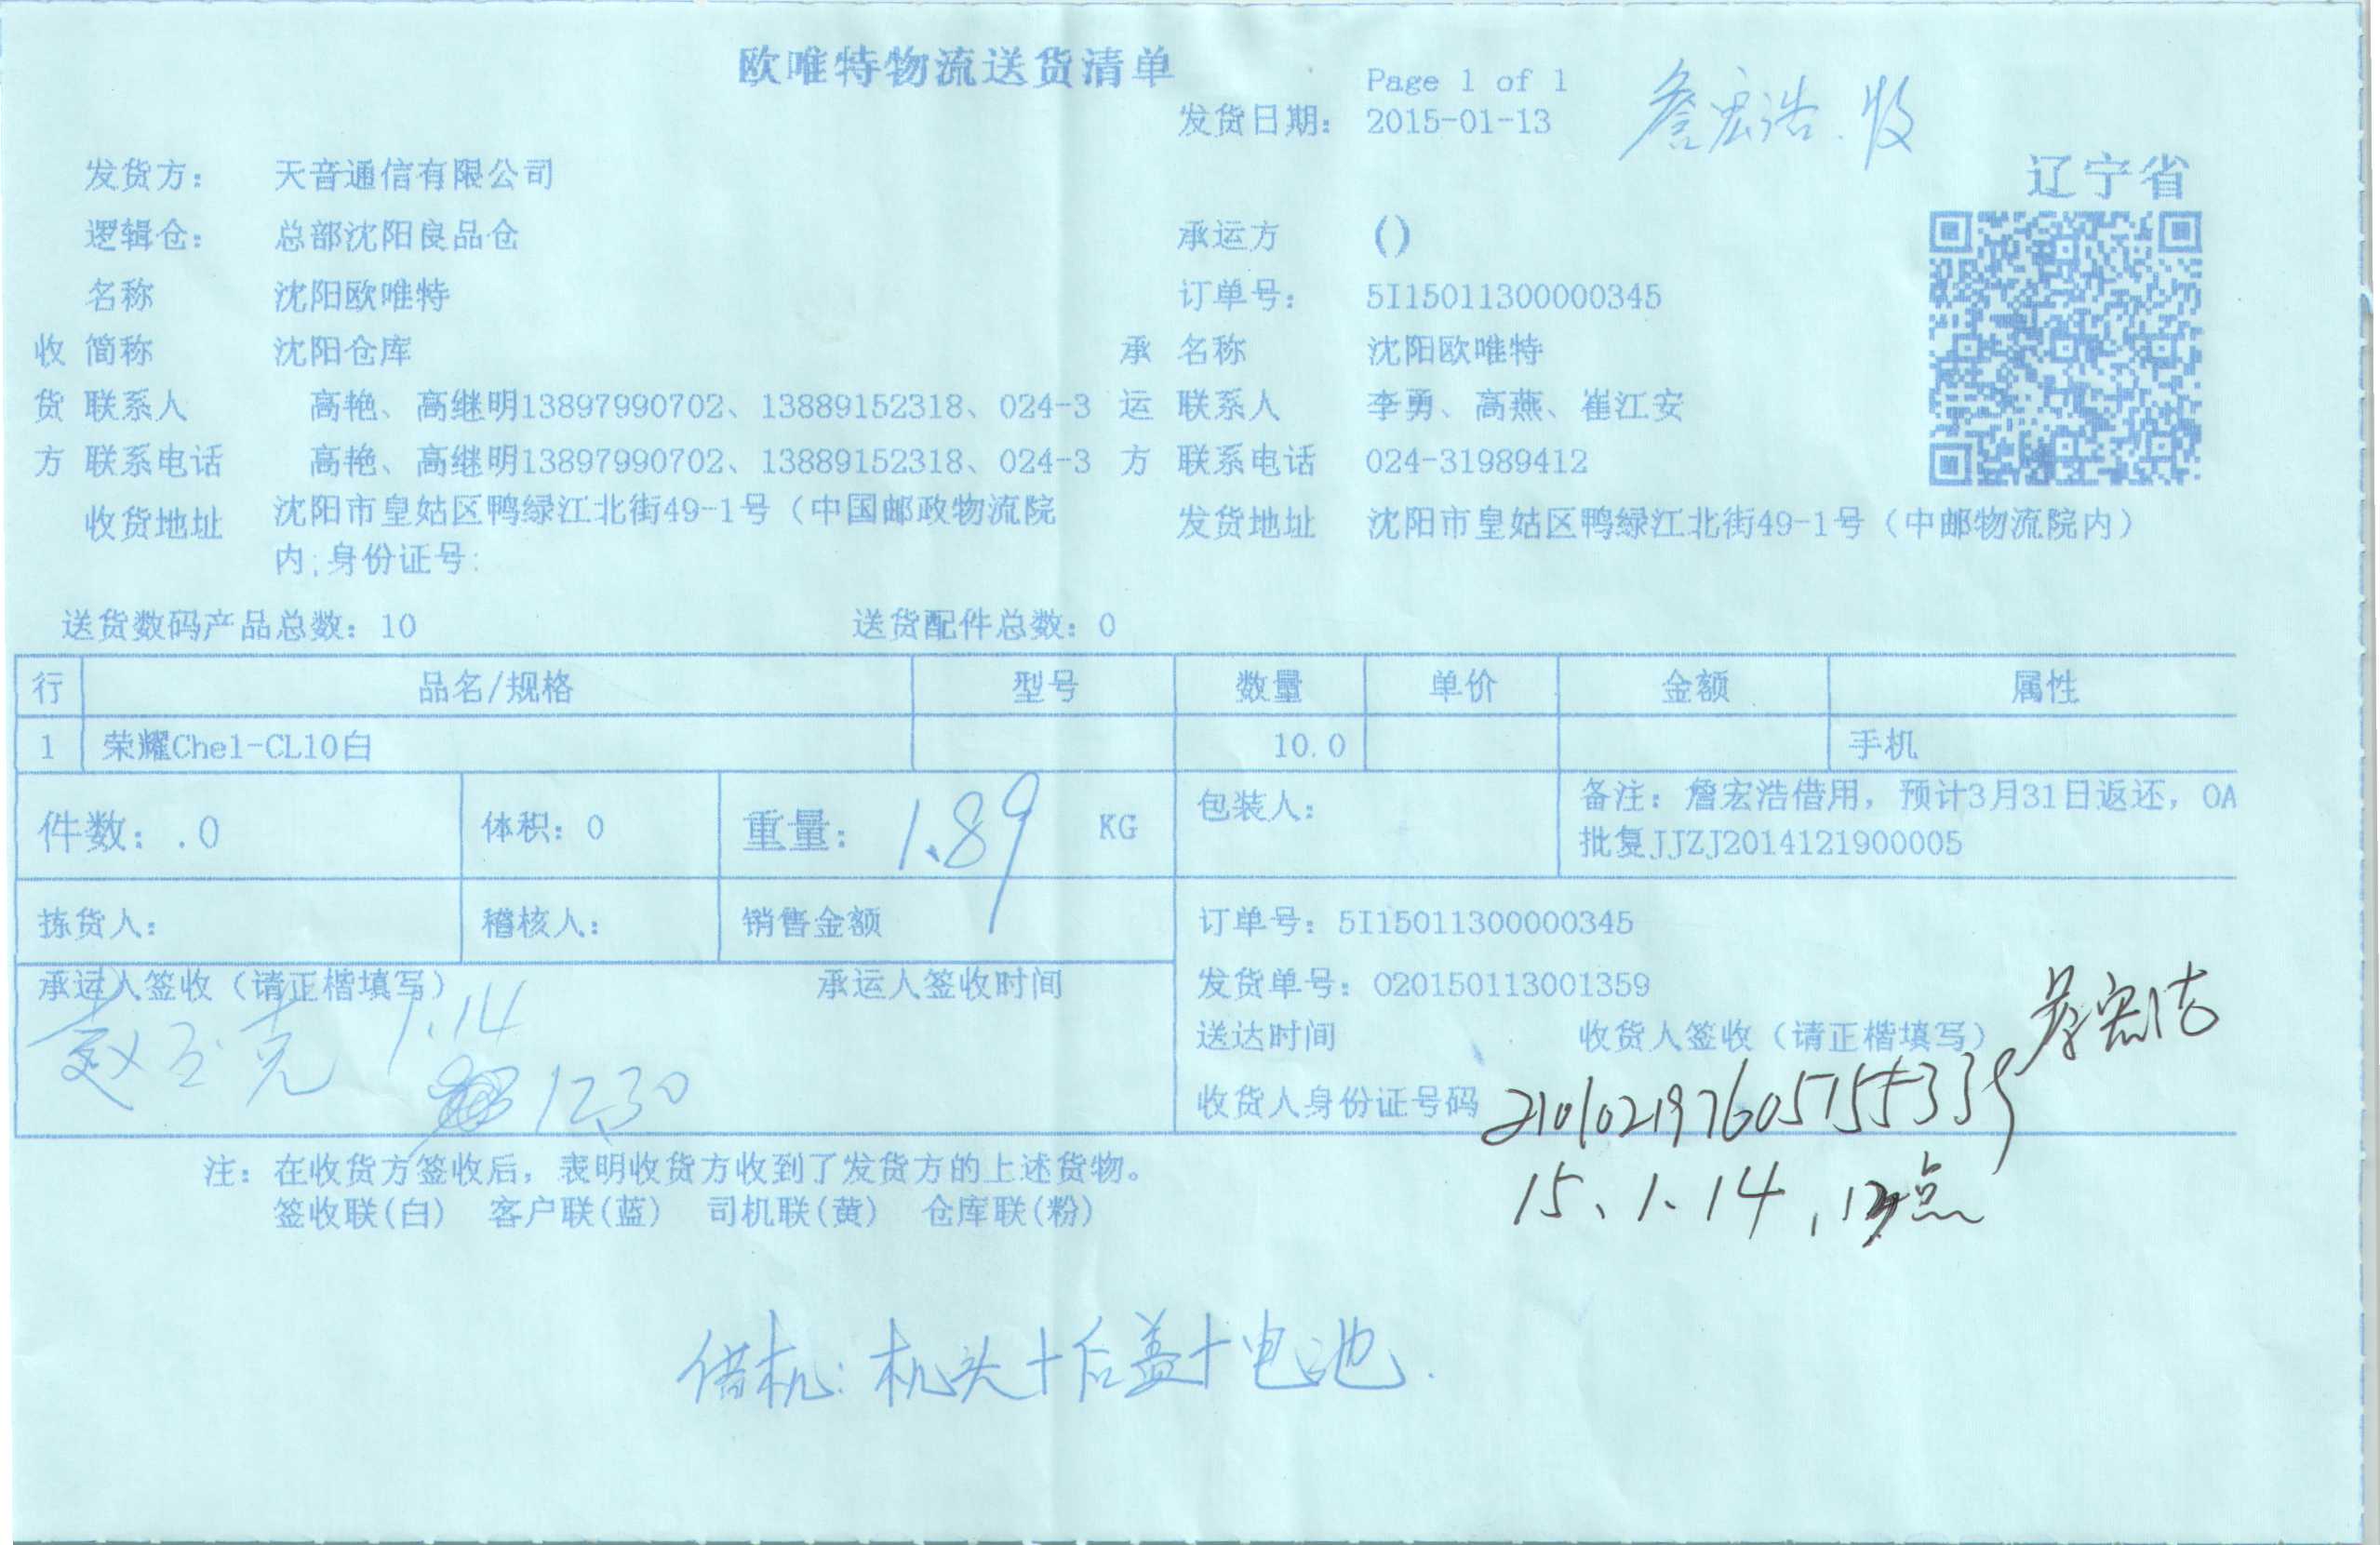 欧唯特物流送货清单
Page 1 of 1
发货日期: 2015-01-13
詹宏浩.收
辽宁省
发货方: 天音通信有限公司
逻辑仓: 总部沈阳良品仓 承运方 ()
名称 沈阳欧唯特 订单号: 5I15011300000345
收 简称 沈阳仓库 承 名称 沈阳欧唯特
货 联系人 高艳、高继明13897990702、13889152318、024-3 运 联系人 李勇、高燕、崔江安
方 联系电话 高艳、高继明13897990702、13889152318、024-3 方 联系电话 024-31989412
收货地址 沈阳市皇姑区鸭绿江北街49-1号（中国邮政物流院
内;身份证号:
发货地址 沈阳市皇姑区鸭绿江北街49-1号（中邮物流院内）
送货数码产品总数: 10 送货配件总数: 0
行 品名/规格 型号 数量 单价 金额 属性
1 荣耀Che1-CL10白 10.0 手机
件数: .0 体积: 0 重量: 1.89 KG 包装人:
备注: 詹宏浩借用, 预计3月31日返还, OA
批复JJZJ2014121900005
拣货人: 稽核人: 销售金额 订单号: 5I15011300000345
承运人签收（请正楷填写） 承运人签收时间
1.14
12.30
发货单号: O20150113001359
送达时间 收货人签收（请正楷填写） 詹宏浩
收货人身份证号码
15、1.14,
点
注: 在收货方签收后, 表明收货方收到了发货方的上述货物。
签收联(白) 客户联(蓝) 司机联(黄) 仓库联(粉)
借机: 机头+后盖+电池.